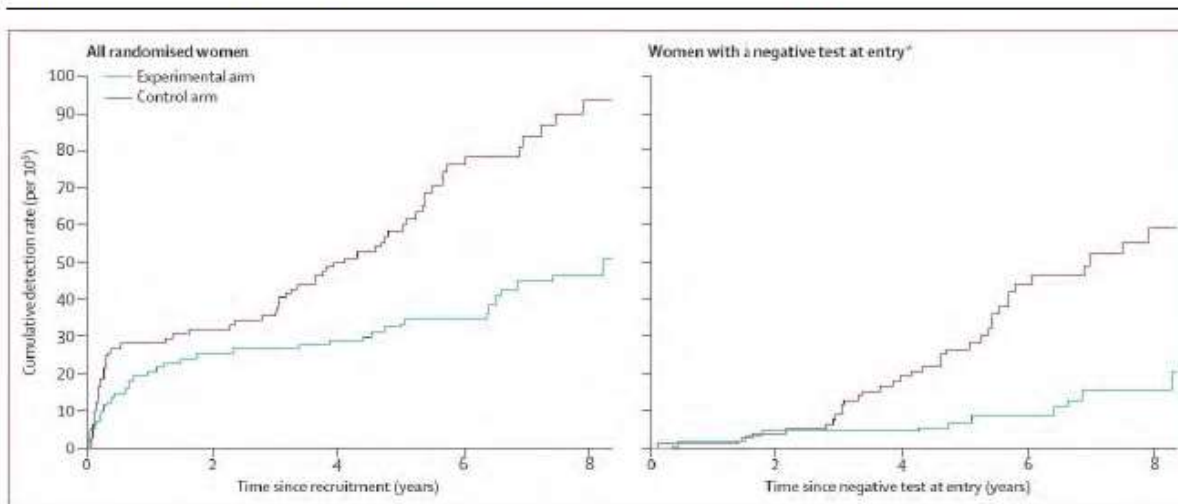 All randomised women
Experimental arm
Control arm
Cumulative detection rate (per 10⁵)
100
90
80
70
60
50
40
30
20
10
0
0 2 4 6 8
Time since recruitment (years)
Women with a negative test at entry*
0 2 4 6 8
Time since negative test at entry (years)